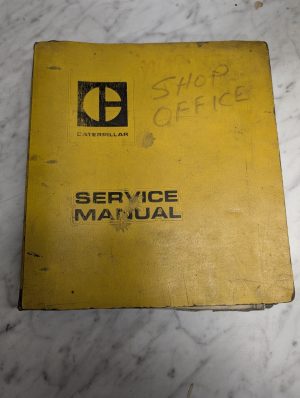 SHOP
OFFICE
CATERPILLAR
SERVICE
MANUAL